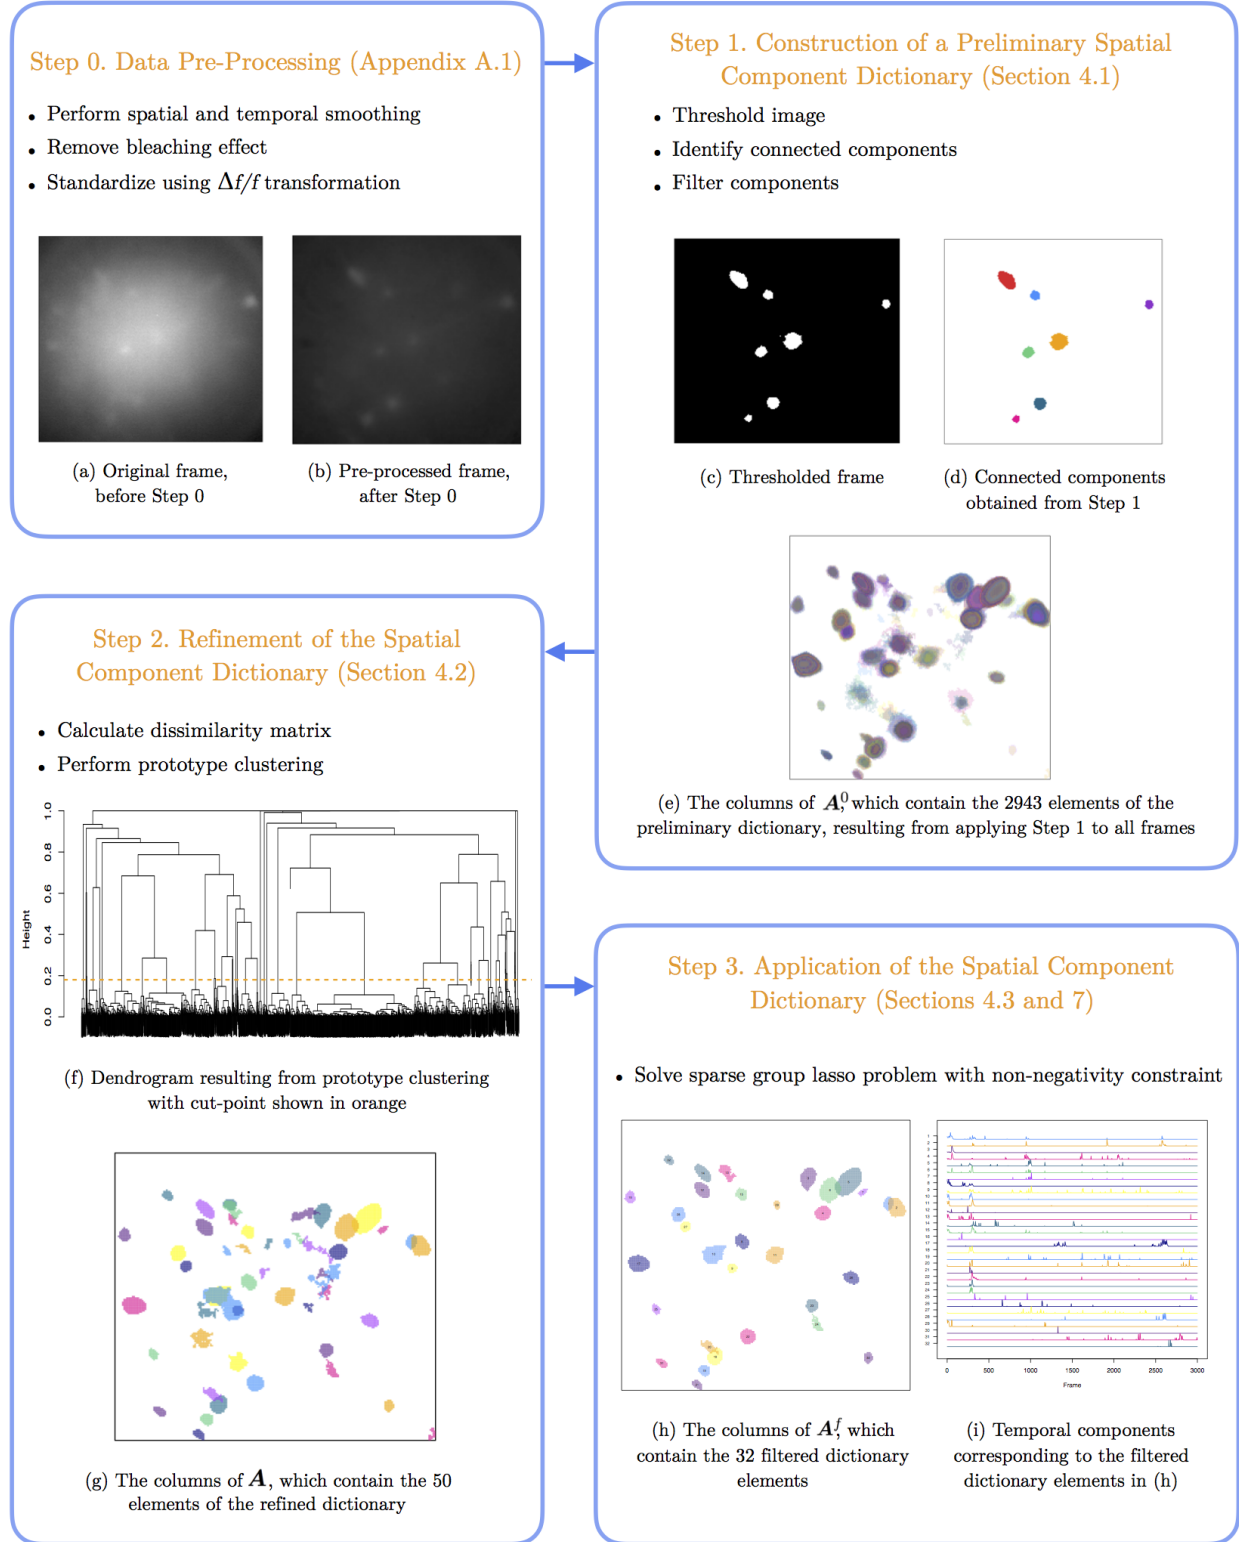 Step 0. Data Pre-Processing (Appendix A.1)
• Perform spatial and temporal smoothing
• Remove bleaching effect
• Standardize using Δf/f transformation
(a) Original frame,
before Step 0
(b) Pre-processed frame,
after Step 0
Step 1. Construction of a Preliminary Spatial
Component Dictionary (Section 4.1)
• Threshold image
• Identify connected components
• Filter components
(c) Thresholded frame
(d) Connected components
obtained from Step 1
(e) The columns of A⁰, which contain the 2943 elements of the
preliminary dictionary, resulting from applying Step 1 to all frames
Step 2. Refinement of the Spatial
Component Dictionary (Section 4.2)
• Calculate dissimilarity matrix
• Perform prototype clustering
Height
1.0
0.8
0.6
0.4
0.2
0.0
(f) Dendrogram resulting from prototype clustering
with cut-point shown in orange
(g) The columns of A, which contain the 50
elements of the refined dictionary
Step 3. Application of the Spatial Component
Dictionary (Sections 4.3 and 7)
• Solve sparse group lasso problem with non-negativity constraint
0 500 1000 1500 2000 2500 3000
Frame
(h) The columns of Aᶠ, which
contain the 32 filtered dictionary
elements
(i) Temporal components
corresponding to the filtered
dictionary elements in (h)